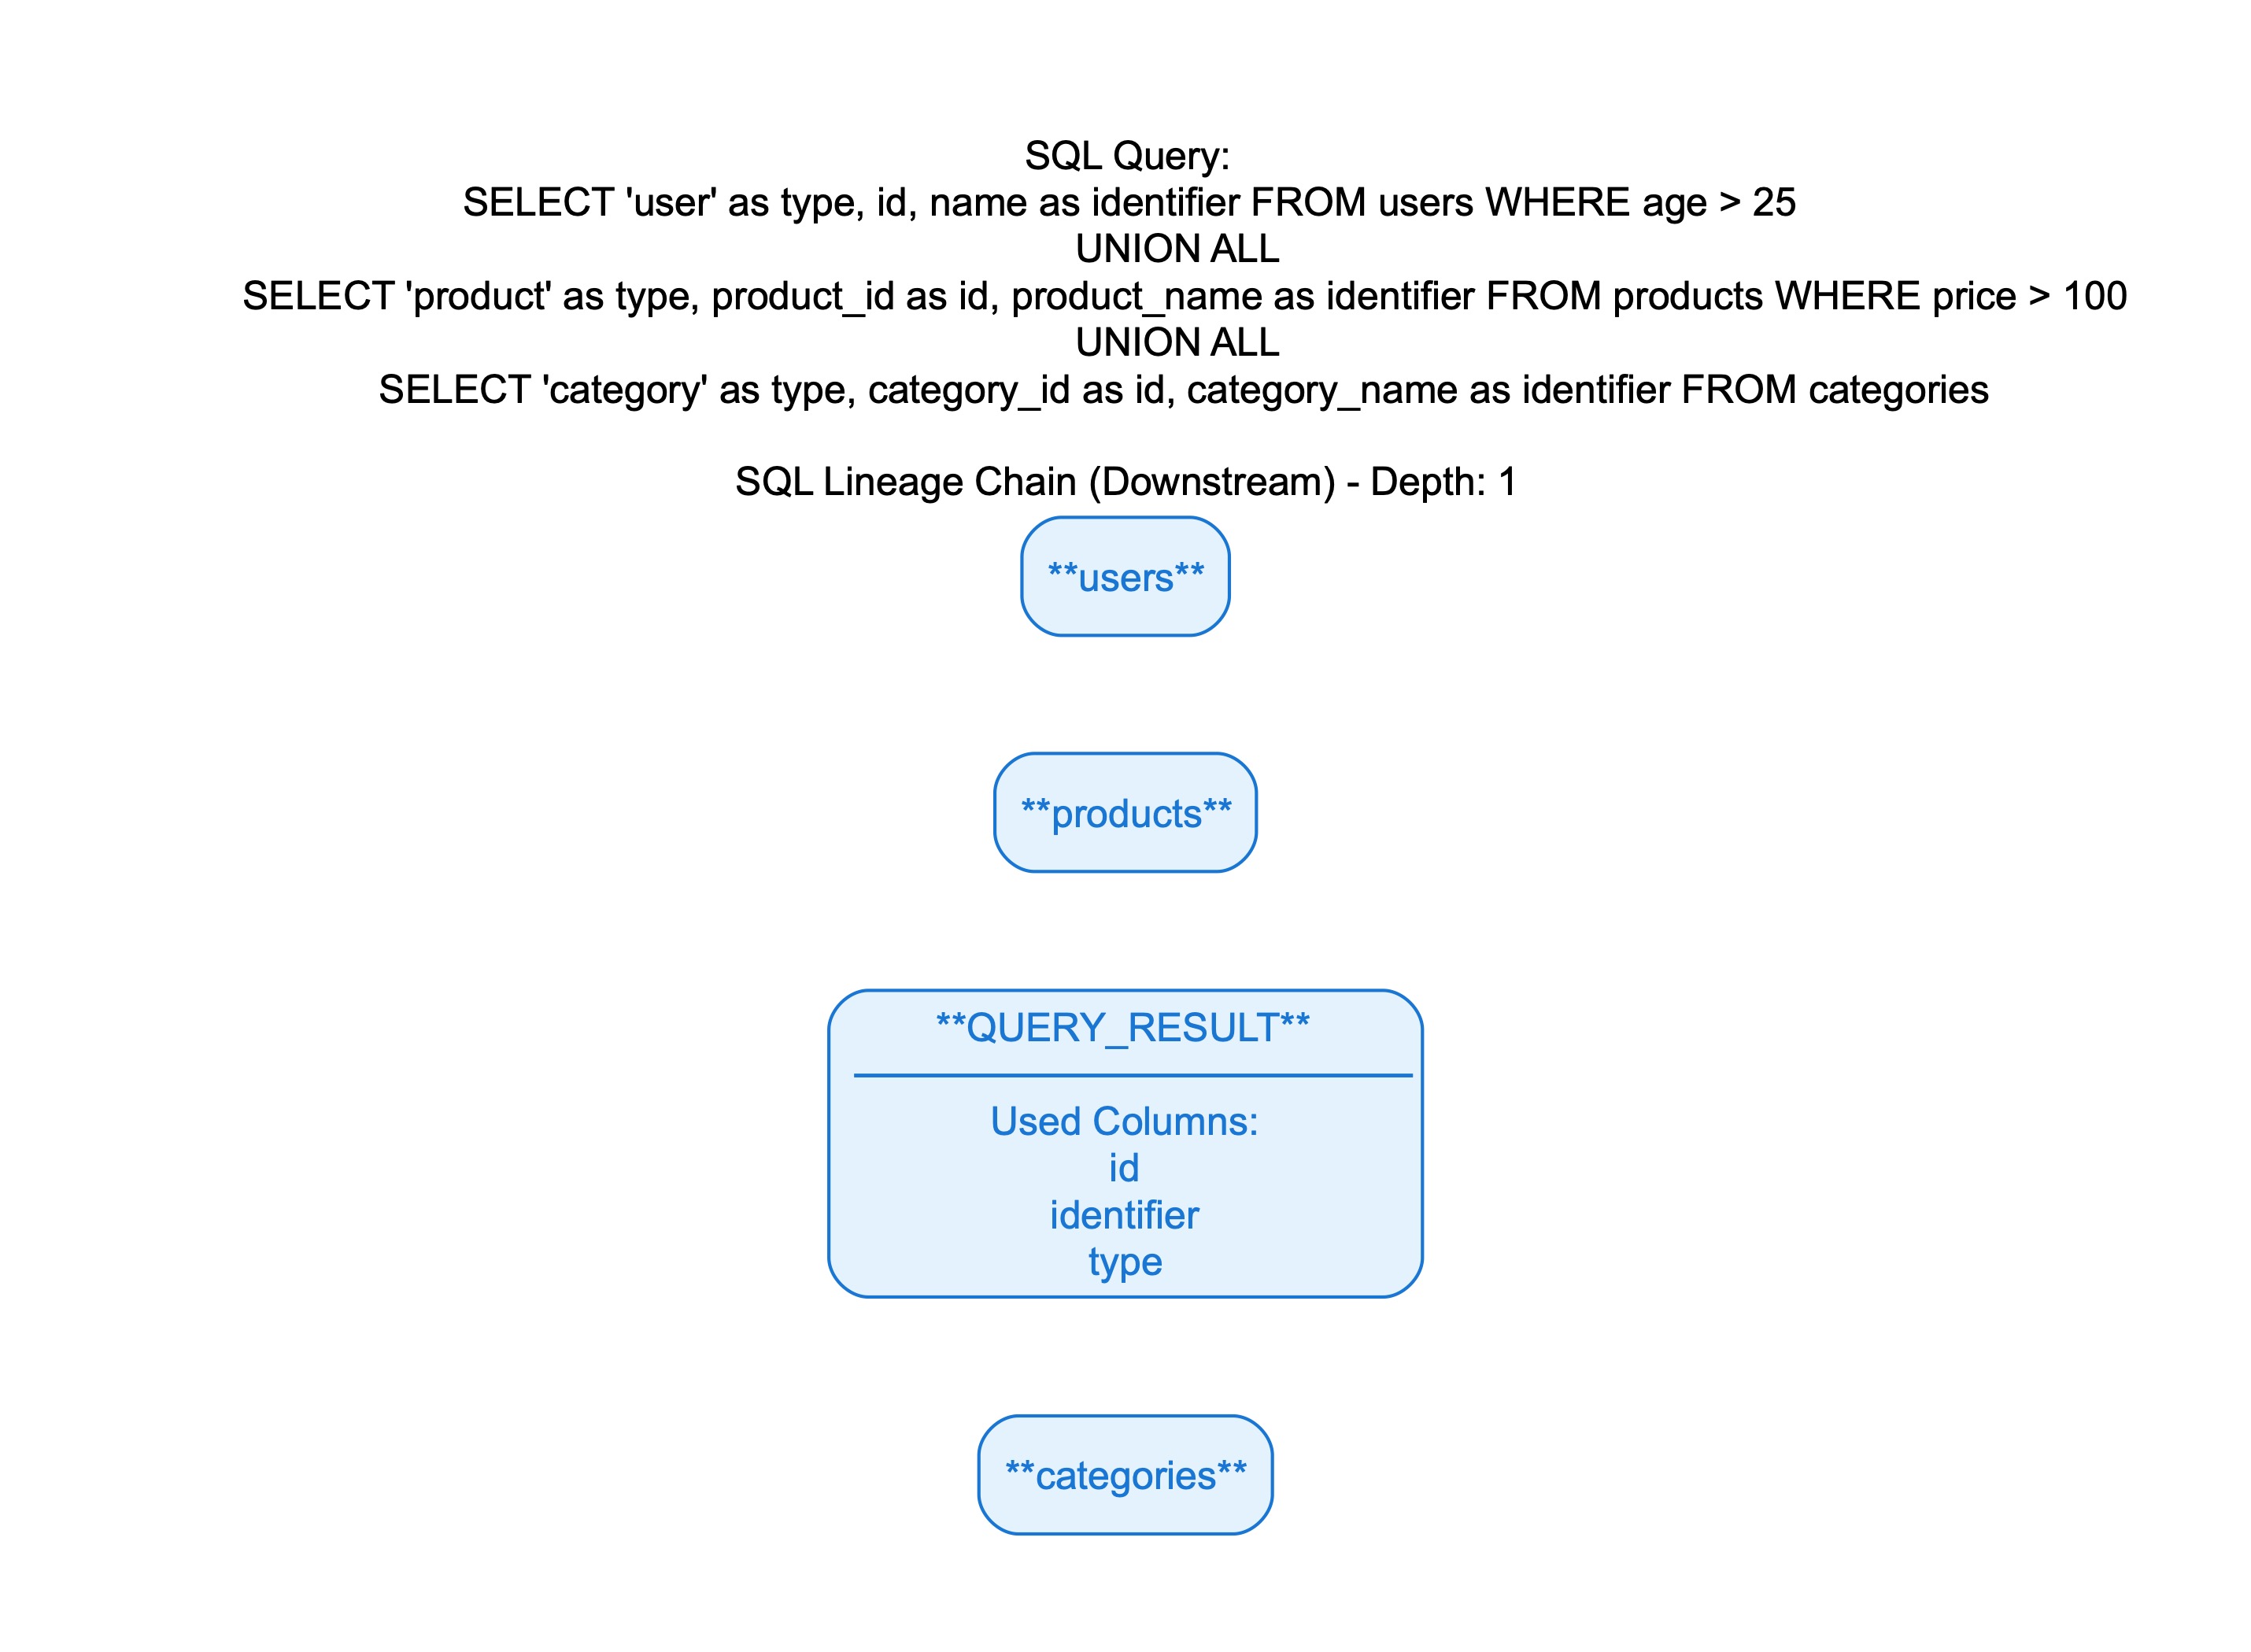 SQL Query:
SELECT 'user' as type, id, name as identifier FROM users WHERE age > 25
UNION ALL
SELECT 'product' as type, product_id as id, product_name as identifier FROM products WHERE price > 100
UNION ALL
SELECT 'category' as type, category_id as id, category_name as identifier FROM categories
SQL Lineage Chain (Downstream) - Depth: 1
**users**
**products**
**QUERY_RESULT**
Used Columns:
id
identifier
type
**categories**